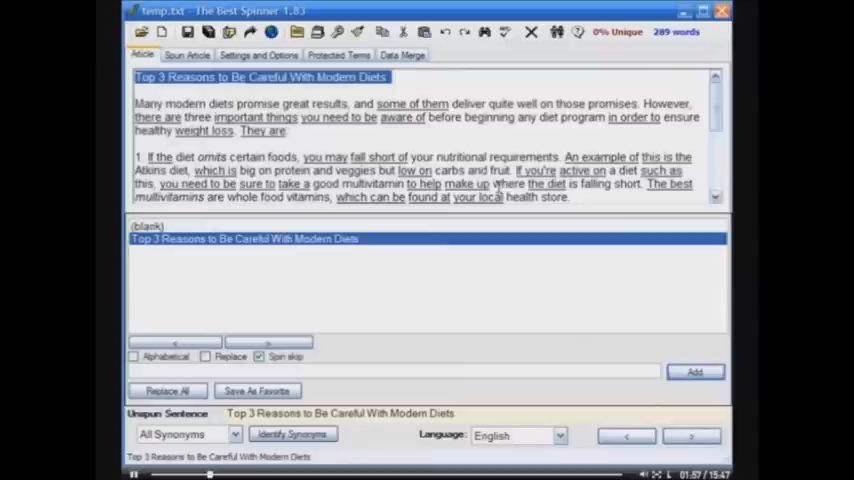 temp.txt - The Best Spinner 1.83
0% Unique 289 words
Article Spun Article Settings and Options Protected Terms Data Merge
Top 3 Reasons to Be Careful With Modern Diets
Many modern diets promise great results, and some of them deliver quite well on those promises. However,
there are three important things you need to be aware of before beginning any diet program in order to ensure
healthy weight loss. They are:
1. If the diet omits certain foods, you may fall short of your nutritional requirements. An example of this is the
Atkins diet, which is big on protein and veggies but low on carbs and fruit. If you're active on a diet such as
this, you need to be sure to take a good multivitamin to help make up where the diet is falling short. The best
multivitamins are whole food vitamins, which can be found at your local health store.
(blank)
Top 3 Reasons to Be Careful With Modern Diets
< >
Alphabetical Replace Spin skip
Add
Replace All Save As Favorite
Unspun Sentence Top 3 Reasons to Be Careful With Modern Diets
All Synonyms Identify Synonyms Language: English < >
Top 3 Reasons to Be Careful With Modern Diets
01:57 / 15:47